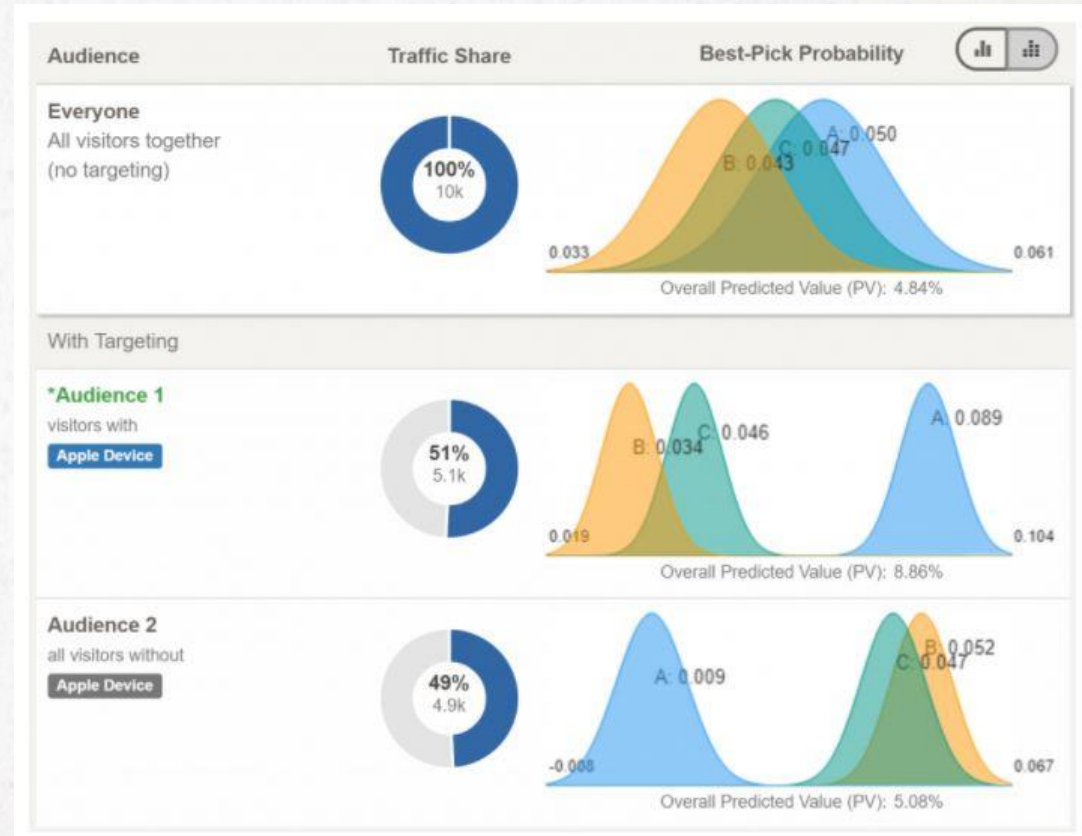 Audience
Traffic Share
Best-Pick Probability
Everyone
All visitors together
(no targeting)
100%
10k
A: 0.050
C: 0.047
B: 0.043
0.033
0.061
Overall Predicted Value (PV): 4.84%
With Targeting
*Audience 1
visitors with
Apple Device
51%
5.1k
A: 0.089
C: 0.046
B: 0.034
0.019
0.104
Overall Predicted Value (PV): 8.86%
Audience 2
all visitors without
Apple Device
49%
4.9k
B: 0.052
C: 0.047
A: 0.009
-0.008
0.067
Overall Predicted Value (PV): 5.08%